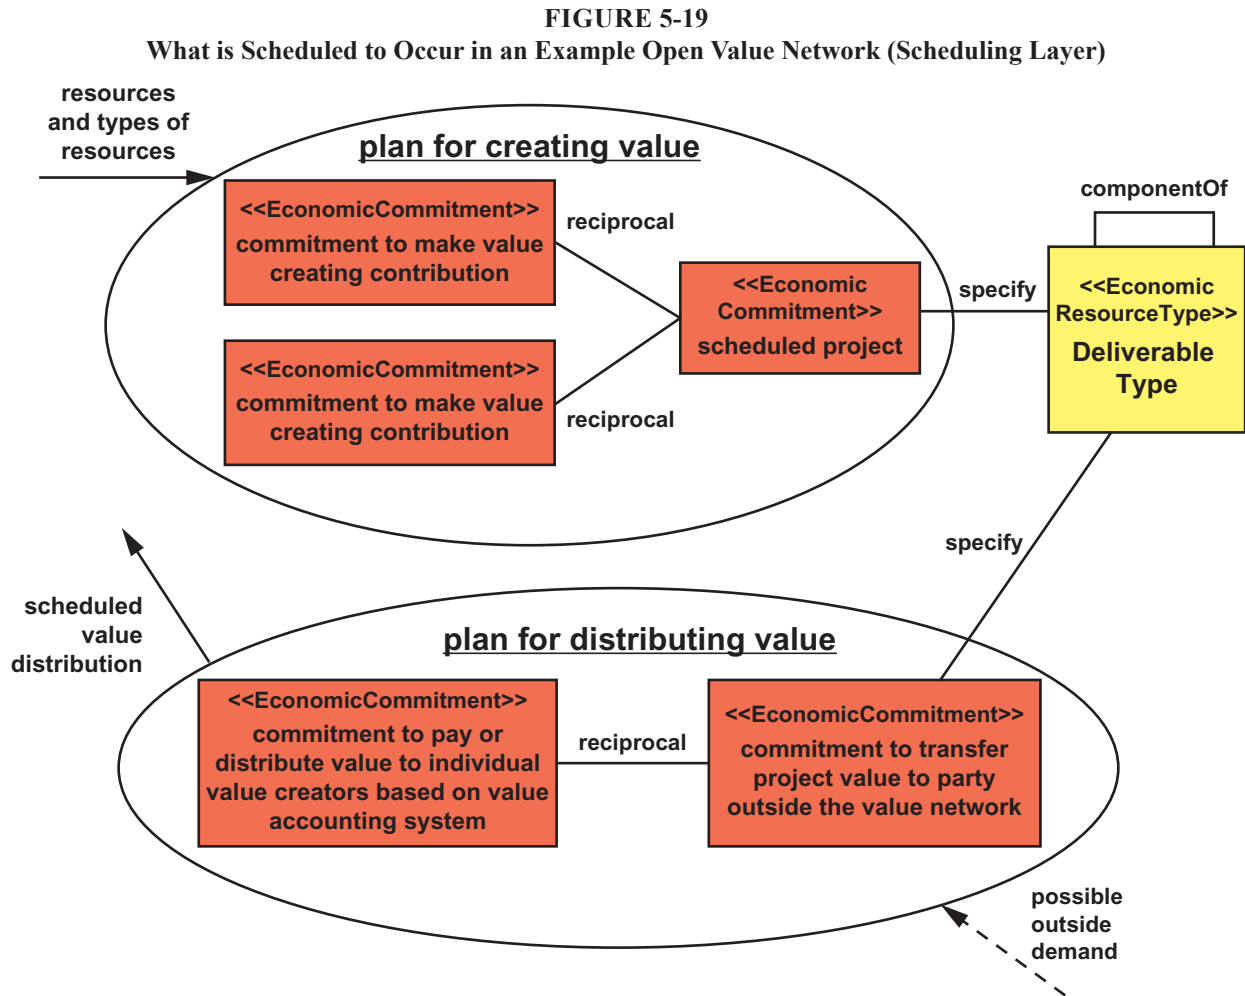 FIGURE 5-19
What is Scheduled to Occur in an Example Open Value Network (Scheduling Layer)
resources
and types of
resources
plan for creating value
<<EconomicCommitment>>
commitment to make value
creating contribution
reciprocal
<<EconomicCommitment>>
commitment to make value
creating contribution
reciprocal
<<Economic
Commitment>>
scheduled project
specify
componentOf
<<Economic
ResourceType>>
Deliverable
Type
specify
scheduled
value
distribution
plan for distributing value
<<EconomicCommitment>>
commitment to pay or
distribute value to individual
value creators based on value
accounting system
reciprocal
<<EconomicCommitment>>
commitment to transfer
project value to party
outside the value network
possible
outside
demand